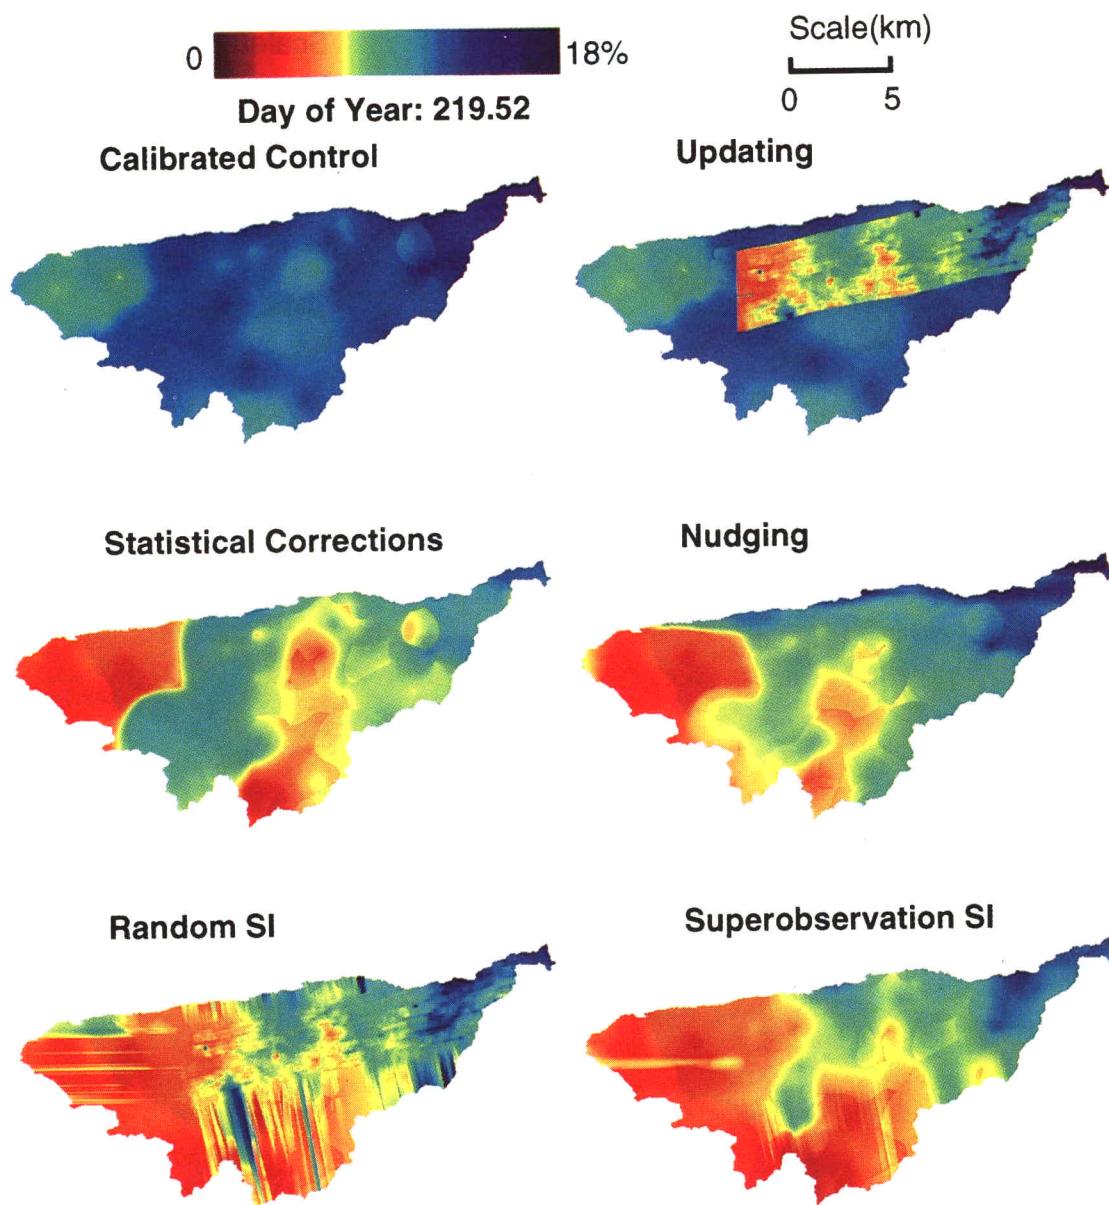 0 18%
Scale(km)
0 5
Day of Year: 219.52
Calibrated Control
Updating
Statistical Corrections
Nudging
Random SI
Superobservation SI